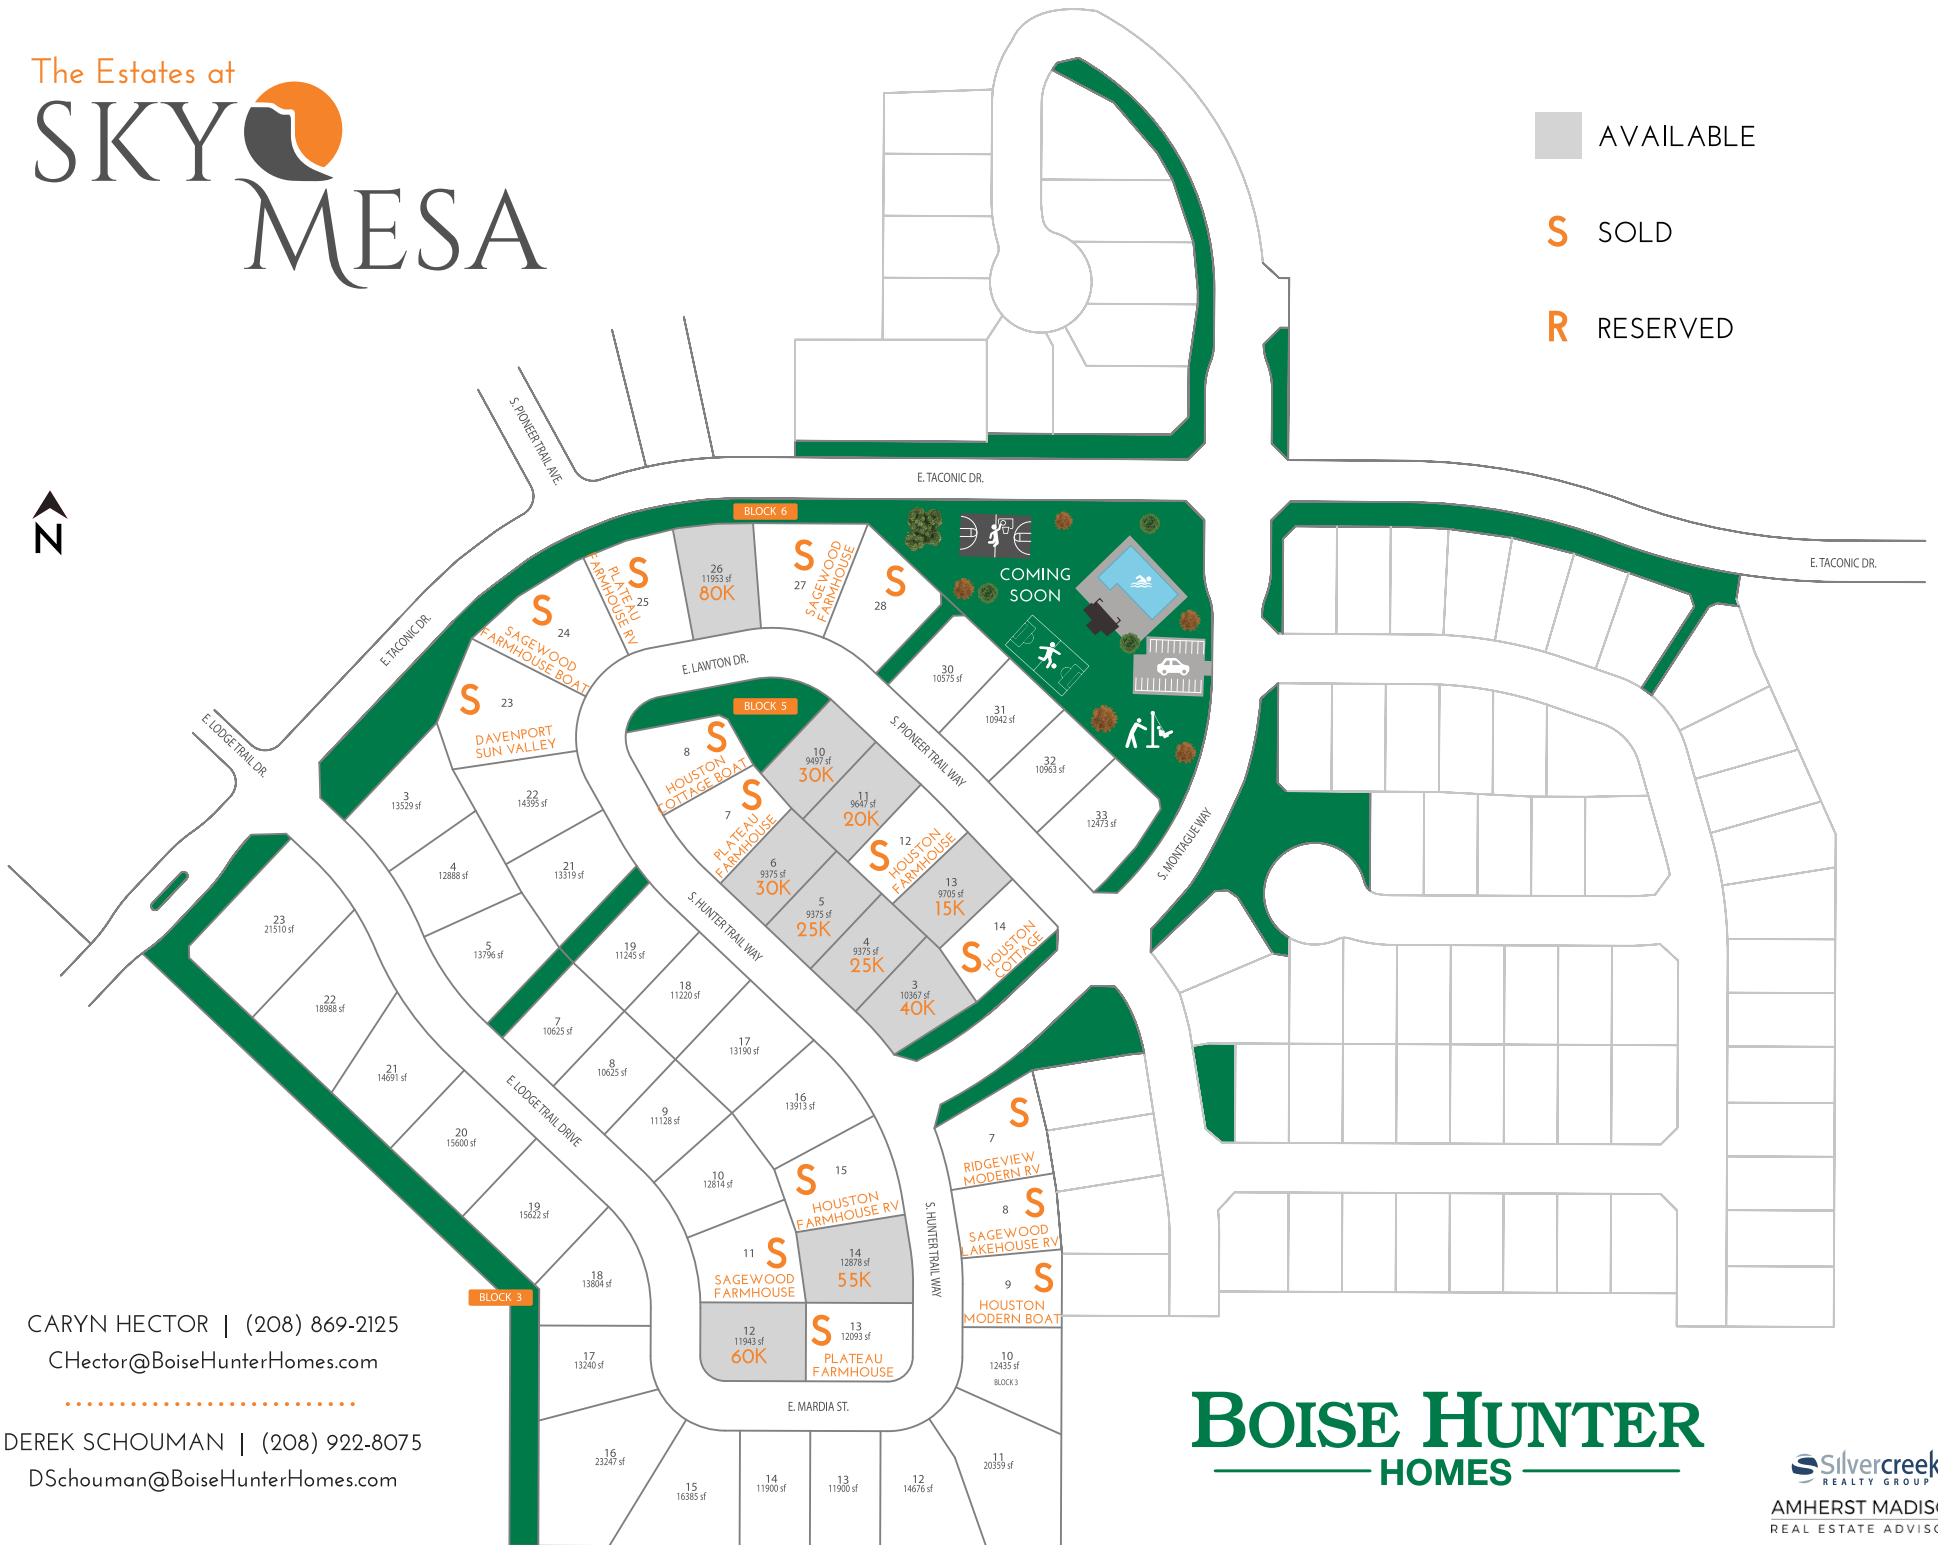 The Estates at
SKY
MESA
AVAILABLE
S SOLD
R RESERVED
N
S. PIONEER TRAIL AVE.
E. TACONIC DR.
E. TACONIC DR.
E. TACONIC DR.
E. LODGE TRAIL DR.
BLOCK 6
COMING
SOON
S
23
DAVENPORT
SUN VALLEY
S
24
SAGEWOOD
FARMHOUSE BOAT
S
25
PLATEAU
FARMHOUSE RV
26
11953 sf
80K
S
27
SAGEWOOD
FARMHOUSE
S
28
E. LAWTON DR.
30
10575 sf
31
10942 sf
32
10963 sf
33
12473 sf
S. PIONEER TRAIL WAY
S. MONTAGUE WAY
BLOCK 5
8
S
HOUSTON
COTTAGE BOAT
7
S
PLATEAU
FARMHOUSE
10
9497 sf
30K
11
9647 sf
20K
12
S
HOUSTON
FARMHOUSE
13
9705 sf
15K
14
S
HOUSTON
COTTAGE
6
9375 sf
30K
5
9375 sf
25K
4
9375 sf
25K
3
10367 sf
40K
S. HUNTER TRAIL WAY
3
13529 sf
22
14395 sf
4
12888 sf
21
13319 sf
5
13796 sf
19
11245 sf
18
11220 sf
7
10625 sf
17
13190 sf
8
10625 sf
16
13913 sf
9
11128 sf
10
12814 sf
S
15
HOUSTON
FARMHOUSE RV
11
S
SAGEWOOD
FARMHOUSE
14
12878 sf
55K
12
11943 sf
60K
S
13
12093 sf
PLATEAU
FARMHOUSE
E. LODGE TRAIL DRIVE
S. HUNTER TRAIL WAY
E. MARDIA ST.
S
7
RIDGEVIEW
MODERN RV
8
S
SAGEWOOD
LAKEHOUSE RV
9
S
HOUSTON
MODERN BOAT
10
12435 sf
BLOCK 3
23
21510 sf
22
18988 sf
21
14691 sf
20
15600 sf
19
15622 sf
18
13804 sf
BLOCK 3
17
13240 sf
16
23247 sf
15
16385 sf
14
11900 sf
13
11900 sf
12
14676 sf
11
20359 sf
CARYN HECTOR | (208) 869-2125
CHector@BoiseHunterHomes.com
DEREK SCHOUMAN | (208) 922-8075
DSchouman@BoiseHunterHomes.com
BOISE HUNTER
HOMES
Silvercreek
REALTY GROUP
AMHERST MADISO
REAL ESTATE ADVISO